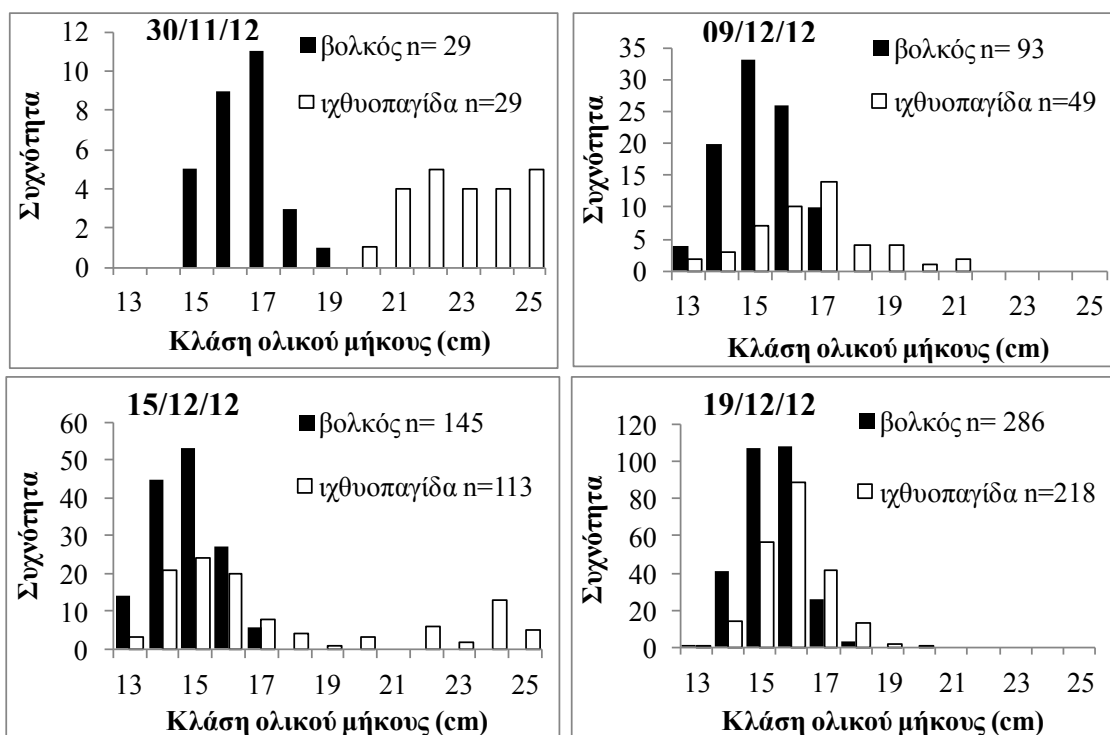 30/11/12
βολκός n= 29
ιχθυοπαγίδα n=29
Συχνότητα
12
10
8
6
4
2
0
13 15 17 19 21 23 25
Κλάση ολικού μήκους (cm)
09/12/12
βολκός n= 93
ιχθυοπαγίδα n=49
Συχνότητα
35
30
25
20
15
10
5
0
13 15 17 19 21 23 25
Κλάση ολικού μήκους (cm)
15/12/12
βολκός n= 145
ιχθυοπαγίδα n=113
Συχνότητα
60
50
40
30
20
10
0
13 15 17 19 21 23 25
Κλάση ολικού μήκους (cm)
19/12/12
βολκός n= 286
ιχθυοπαγίδα n=218
Συχνότητα
120
100
80
60
40
20
0
13 15 17 19 21 23 25
Κλάση ολικού μήκους (cm)